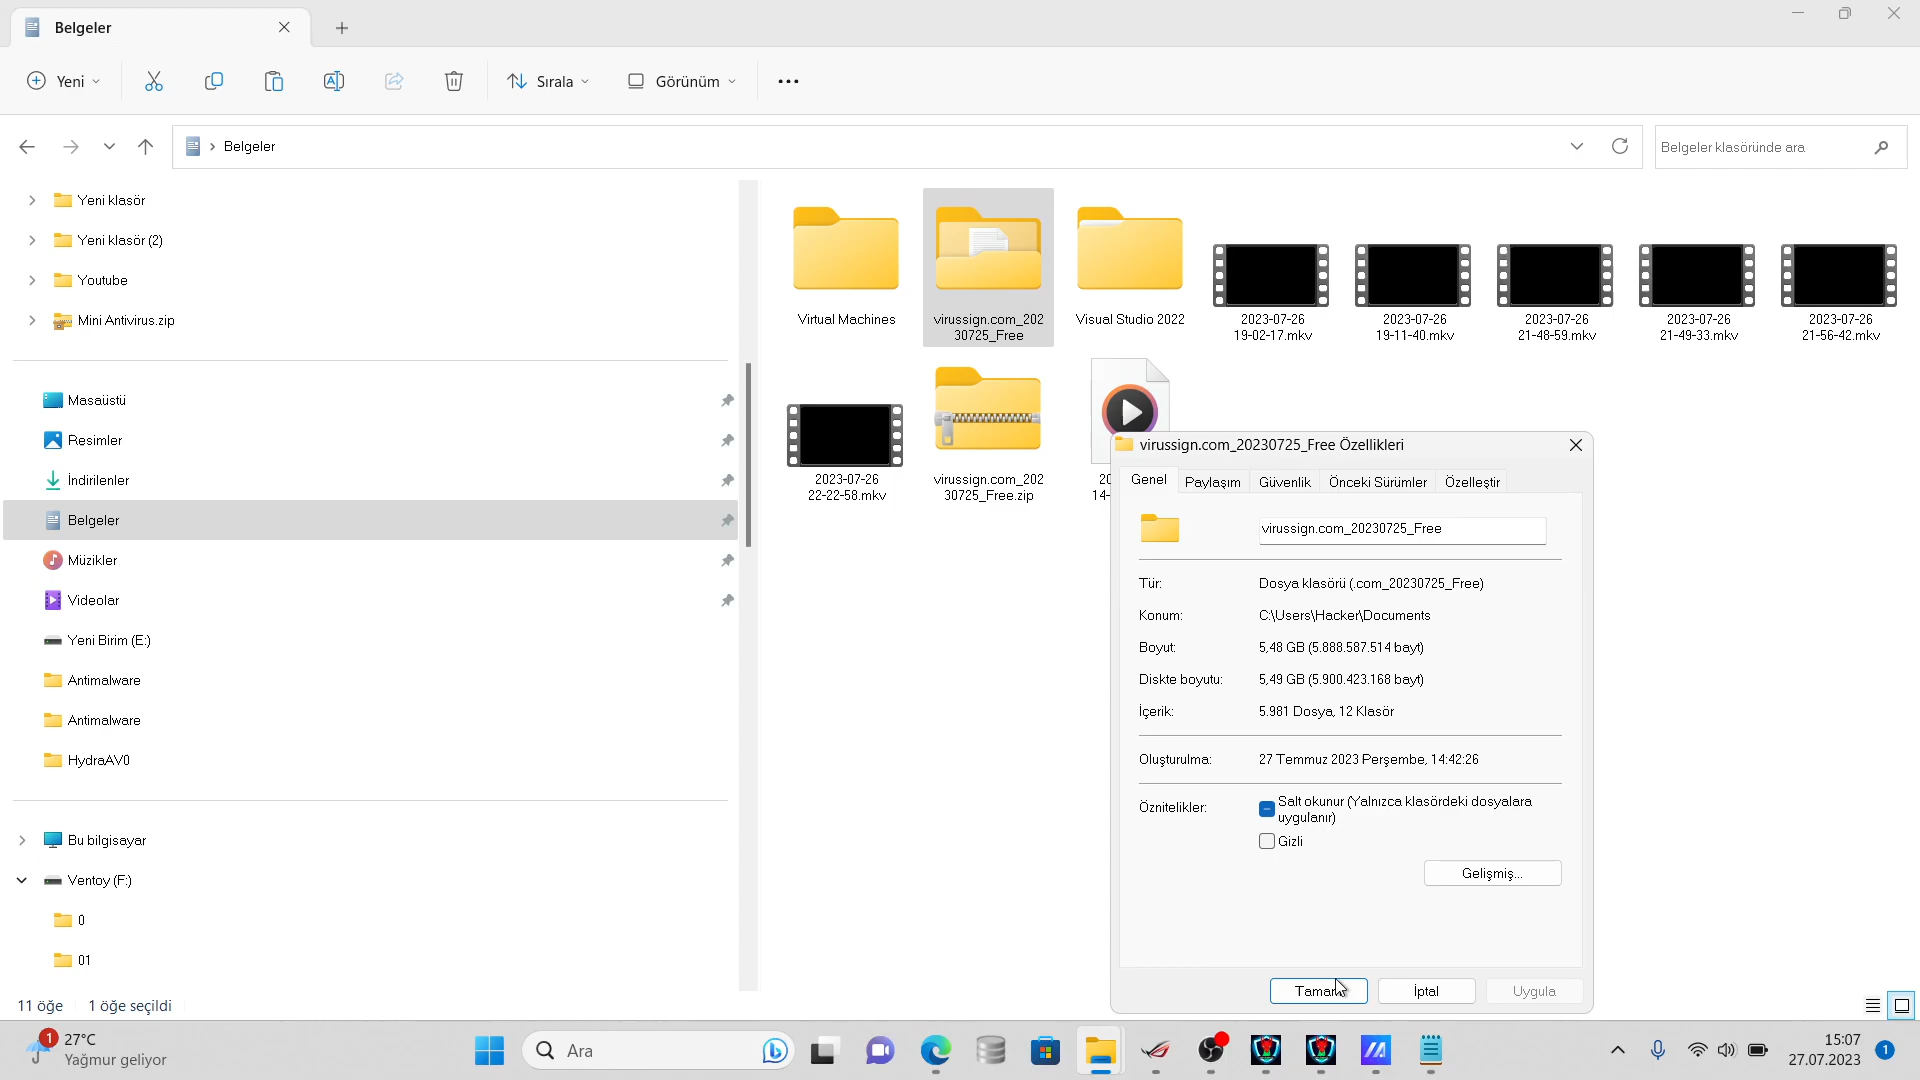 Belgeler
Yeni
Sırala
Görünüm
Belgeler
Belgeler klasöründe ara
Yeni klasör
Yeni klasör (2)
Youtube
Mini Antivirus.zip
Masaüstü
Resimler
İndirilenler
Belgeler
Müzikler
Videolar
Yeni Birim (E:)
Antimalware
Antimalware
HydraAV0
Bu bilgisayar
Ventoy (F:)
0
01
Virtual Machines
virussign.com_202
30725_Free
Visual Studio 2022
2023-07-26
19-02-17.mkv
2023-07-26
19-11-40.mkv
2023-07-26
21-48-59.mkv
2023-07-26
21-49-33.mkv
2023-07-26
21-56-42.mkv
2023-07-26
22-22-58.mkv
virussign.com_202
30725_Free.zip
20
14-
virussign.com_20230725_Free Özellikleri
Genel
Paylaşım
Güvenlik
Önceki Sürümler
Özelleştir
virussign.com_20230725_Free
Tür:
Dosya klasörü (.com_20230725_Free)
Konum:
C:\Users\Hacker\Documents
Boyut:
5,48 GB (5.888.587.514 bayt)
Diskte boyutu:
5,49 GB (5.900.423.168 bayt)
İçerik:
5.981 Dosya, 12 Klasör
Oluşturulma:
27 Temmuz 2023 Perşembe, 14:42:26
Öznitelikler:
Salt okunur (Yalnızca klasördeki dosyalara
uygulanır)
Gizli
Gelişmiş...
Tamam
İptal
Uygula
11 öğe
1 öğe seçildi
1
27°C
Yağmur geliyor
Ara
15:07
27.07.2023
1